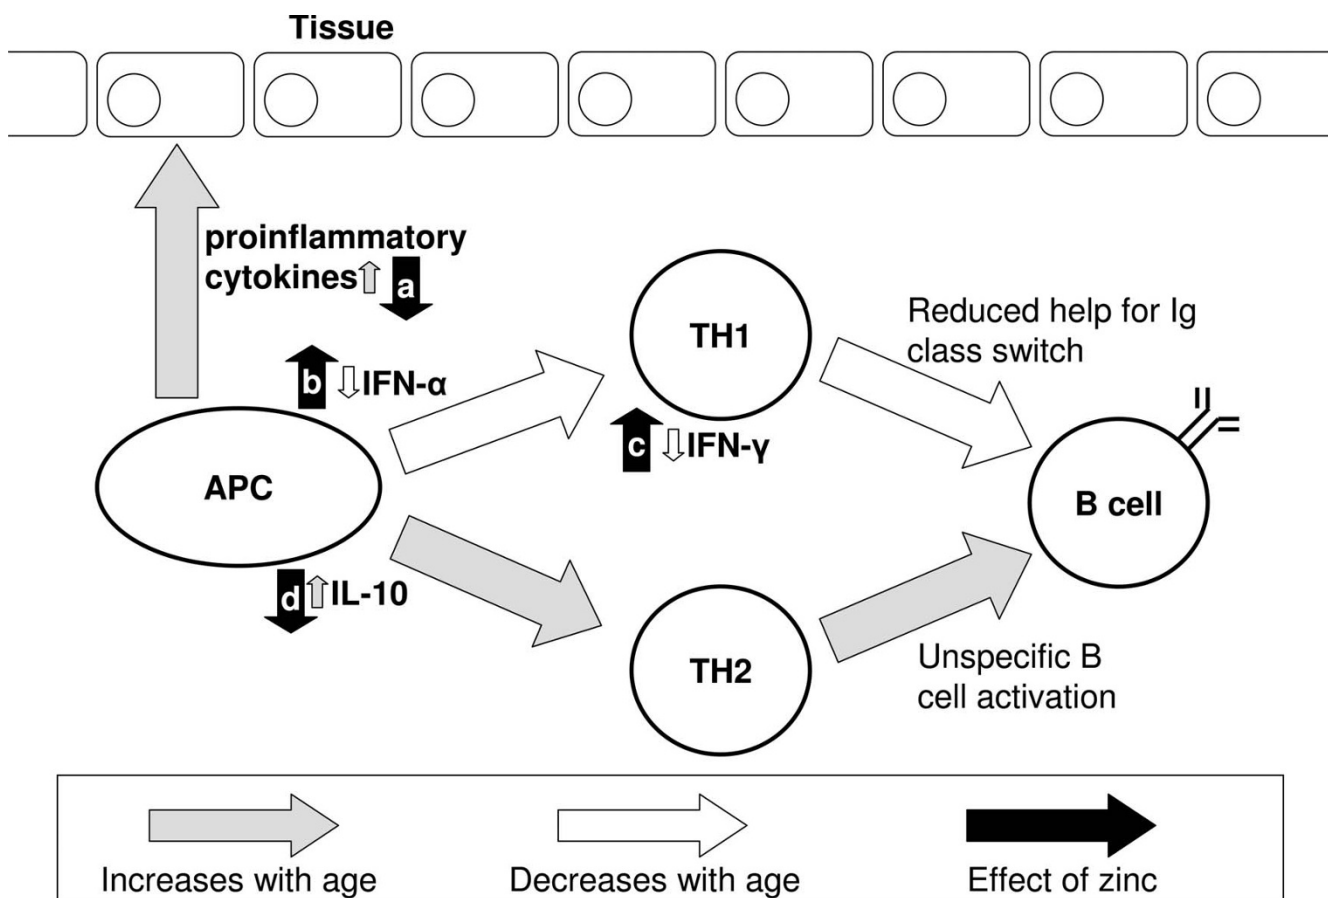 Tissue
proinflammatory
cytokines
a
b
IFN-α
TH1
Reduced help for Ig
class switch
c
IFN-γ
APC
B cell
d
IL-10
TH2
Unspecific B
cell activation
Increases with age
Decreases with age
Effect of zinc